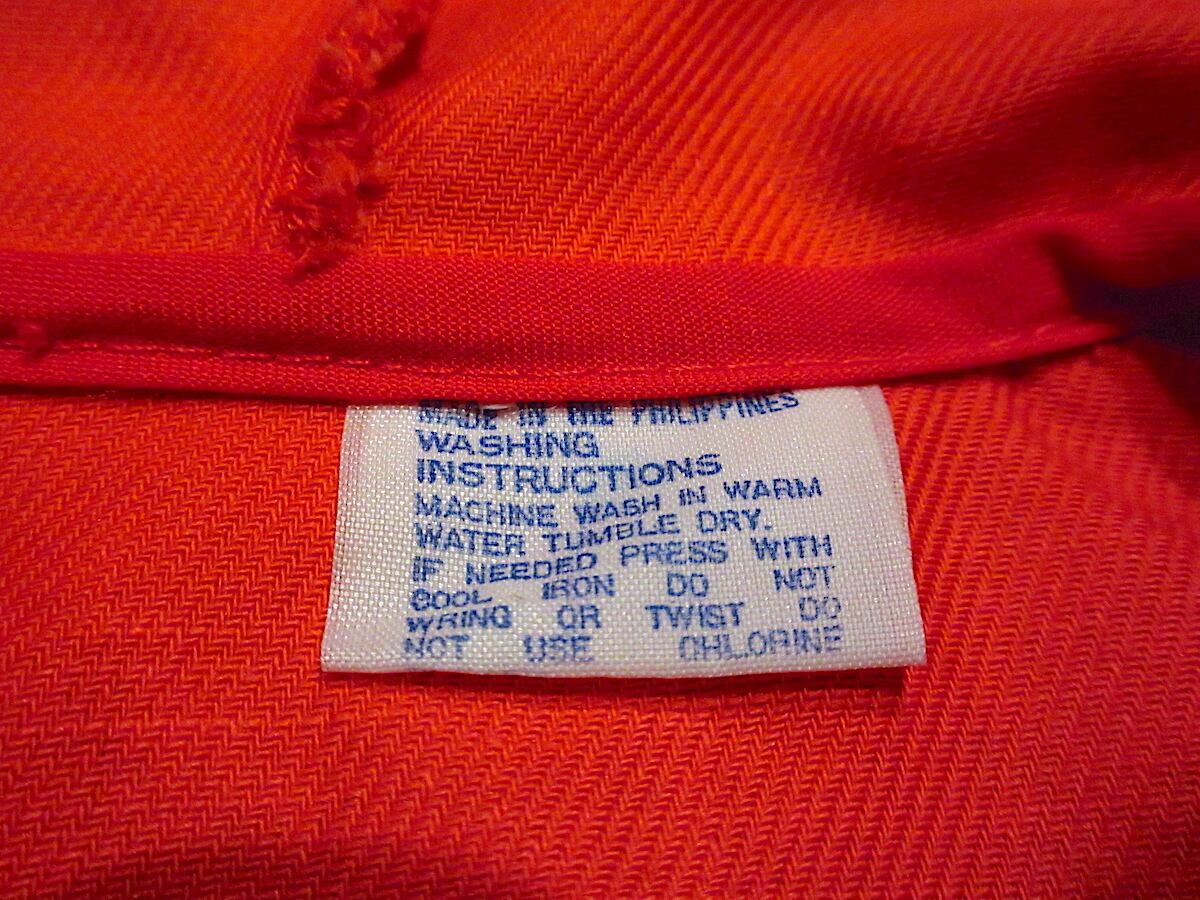 MADE IN THE PHILIPPINES
WASHING
INSTRUCTIONS
MACHINE WASH IN WARM
WATER TUMBLE DRY.
IF NEEDED PRESS WITH
COOL IRON DO NOT
WRING OR TWIST DO
NOT USE CHLORINE